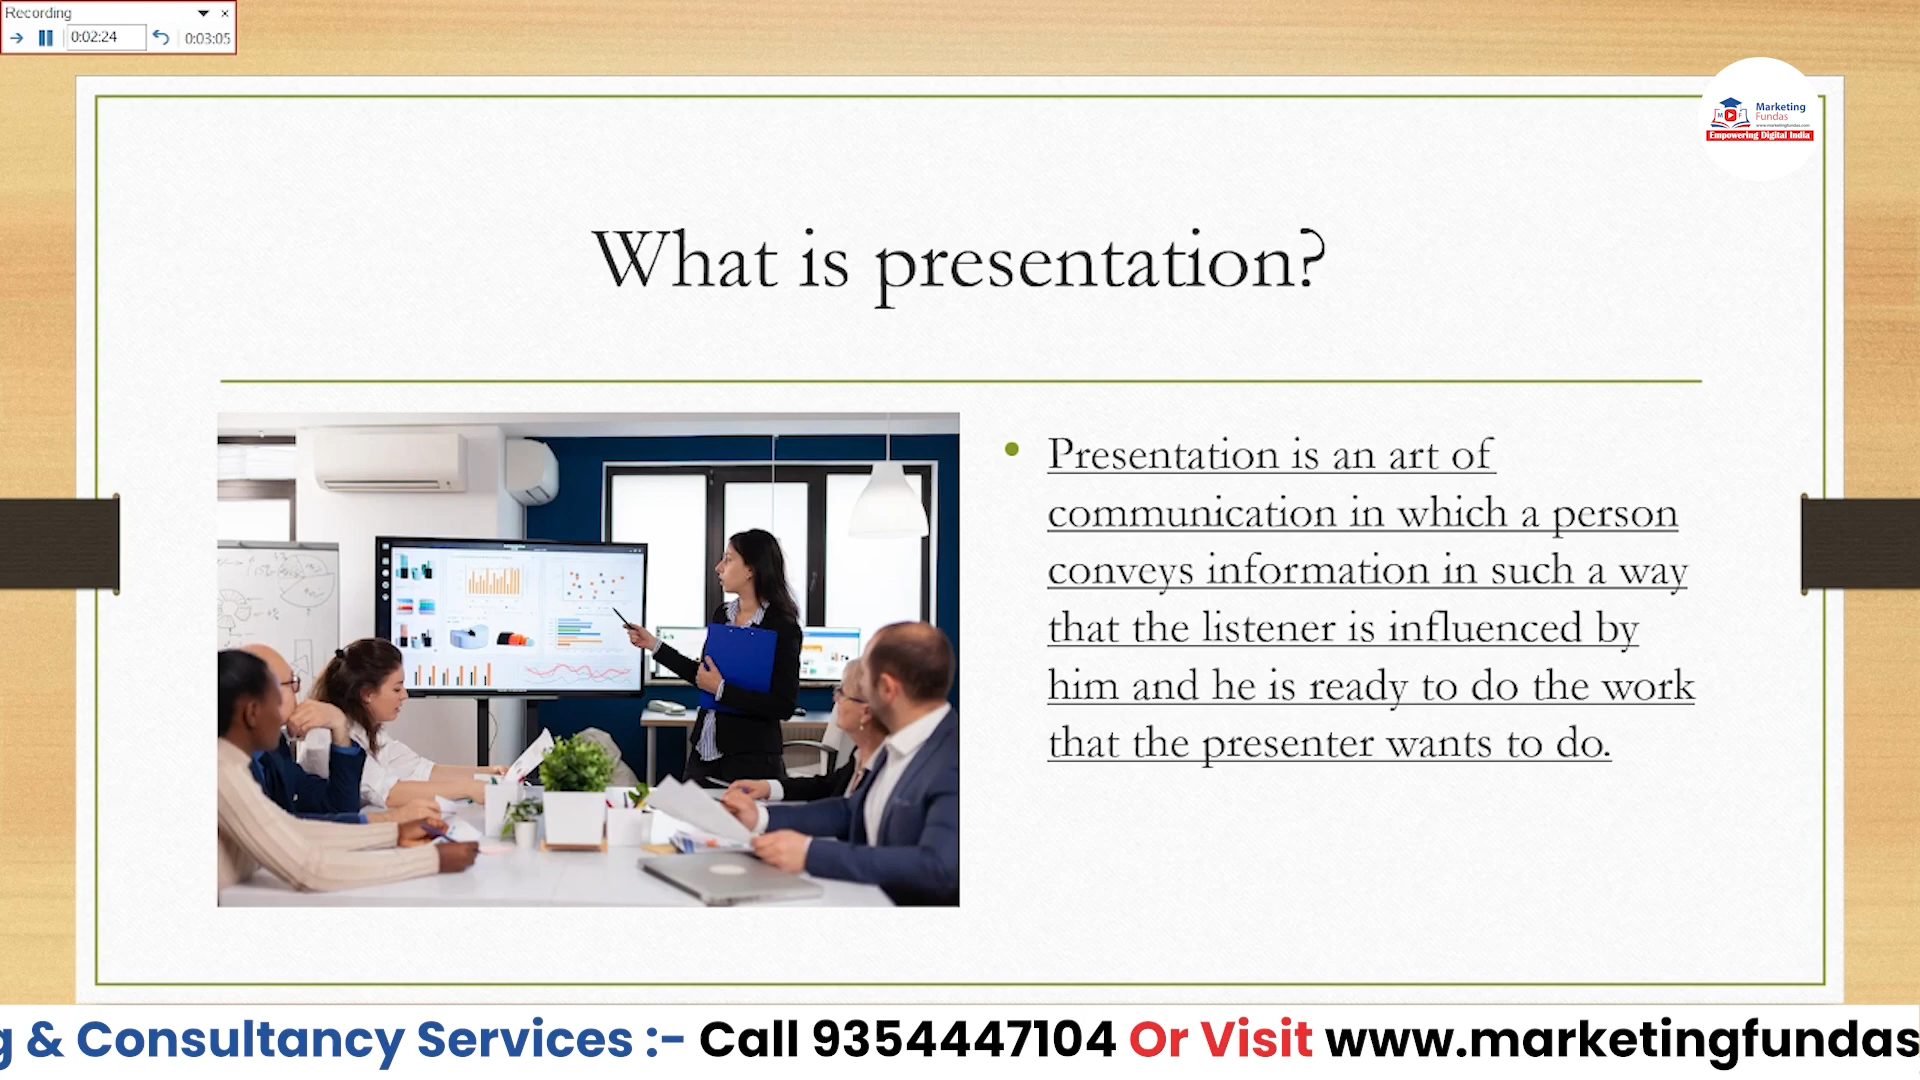 Recording
0:02:24
0:03:05
Marketing
Fundas
www.marketingfundas.com
Empowering Digital India
What is presentation?
• Presentation is an art of
communication in which a person
conveys information in such a way
that the listener is influenced by
him and he is ready to do the work
that the presenter wants to do.
g & Consultancy Services :- Call 9354447104 Or Visit www.marketingfundas